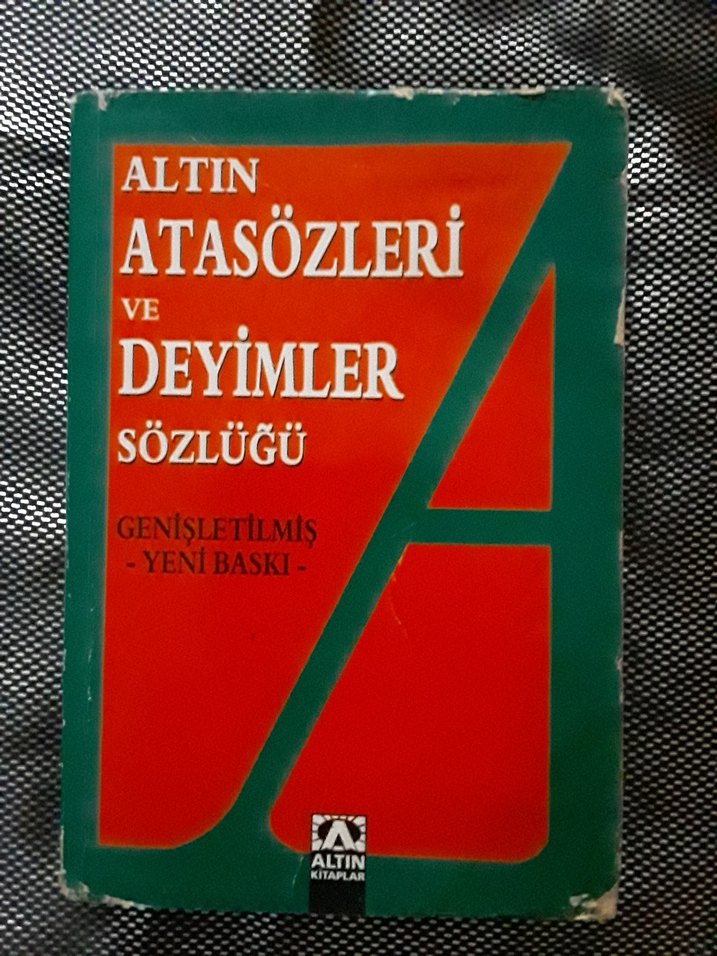 ALTIN
ATASÖZLERİ
VE
DEYİMLER
SÖZLÜĞÜ
GENİŞLETİLMİŞ
- YENİ BASKI -
ALTIN
KİTAPLAR